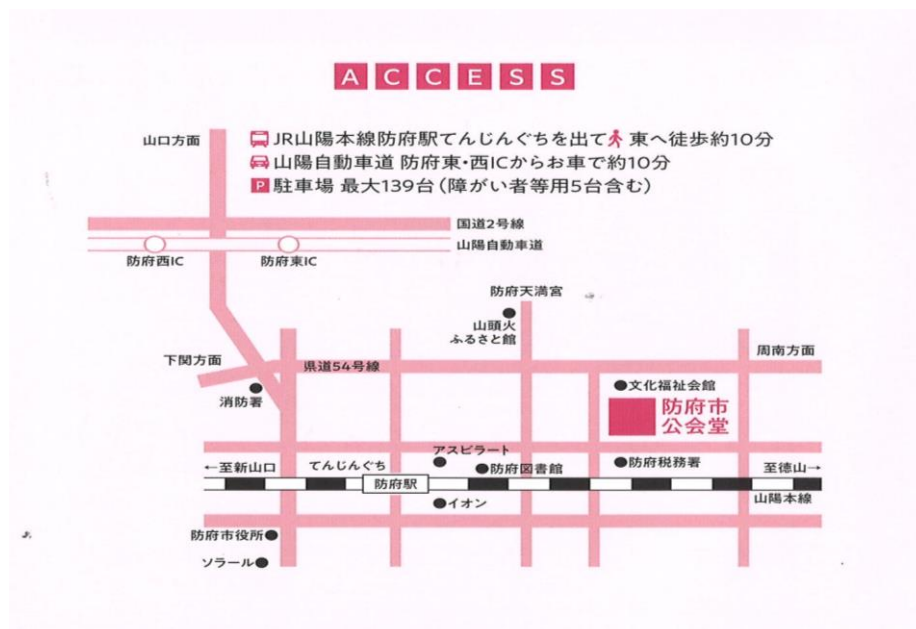 ACCESS
JR山陽本線防府駅てんじんぐちを出て 東へ徒歩約10分
山陽自動車道 防府東・西ICからお車で約10分
P 駐車場 最大139台(障がい者等用5台含む)
山口方面
国道2号線
山陽自動車道
防府西IC
防府東IC
防府天満宮
山頭火
ふるさと館
下関方面
県道54号線
周南方面
消防署
文化福祉会館
防府市
公会堂
アスピラート
←至新山口
てんじんぐち
防府図書館
防府税務署
至徳山→
防府駅
イオン
山陽本線
防府市役所
ソラール